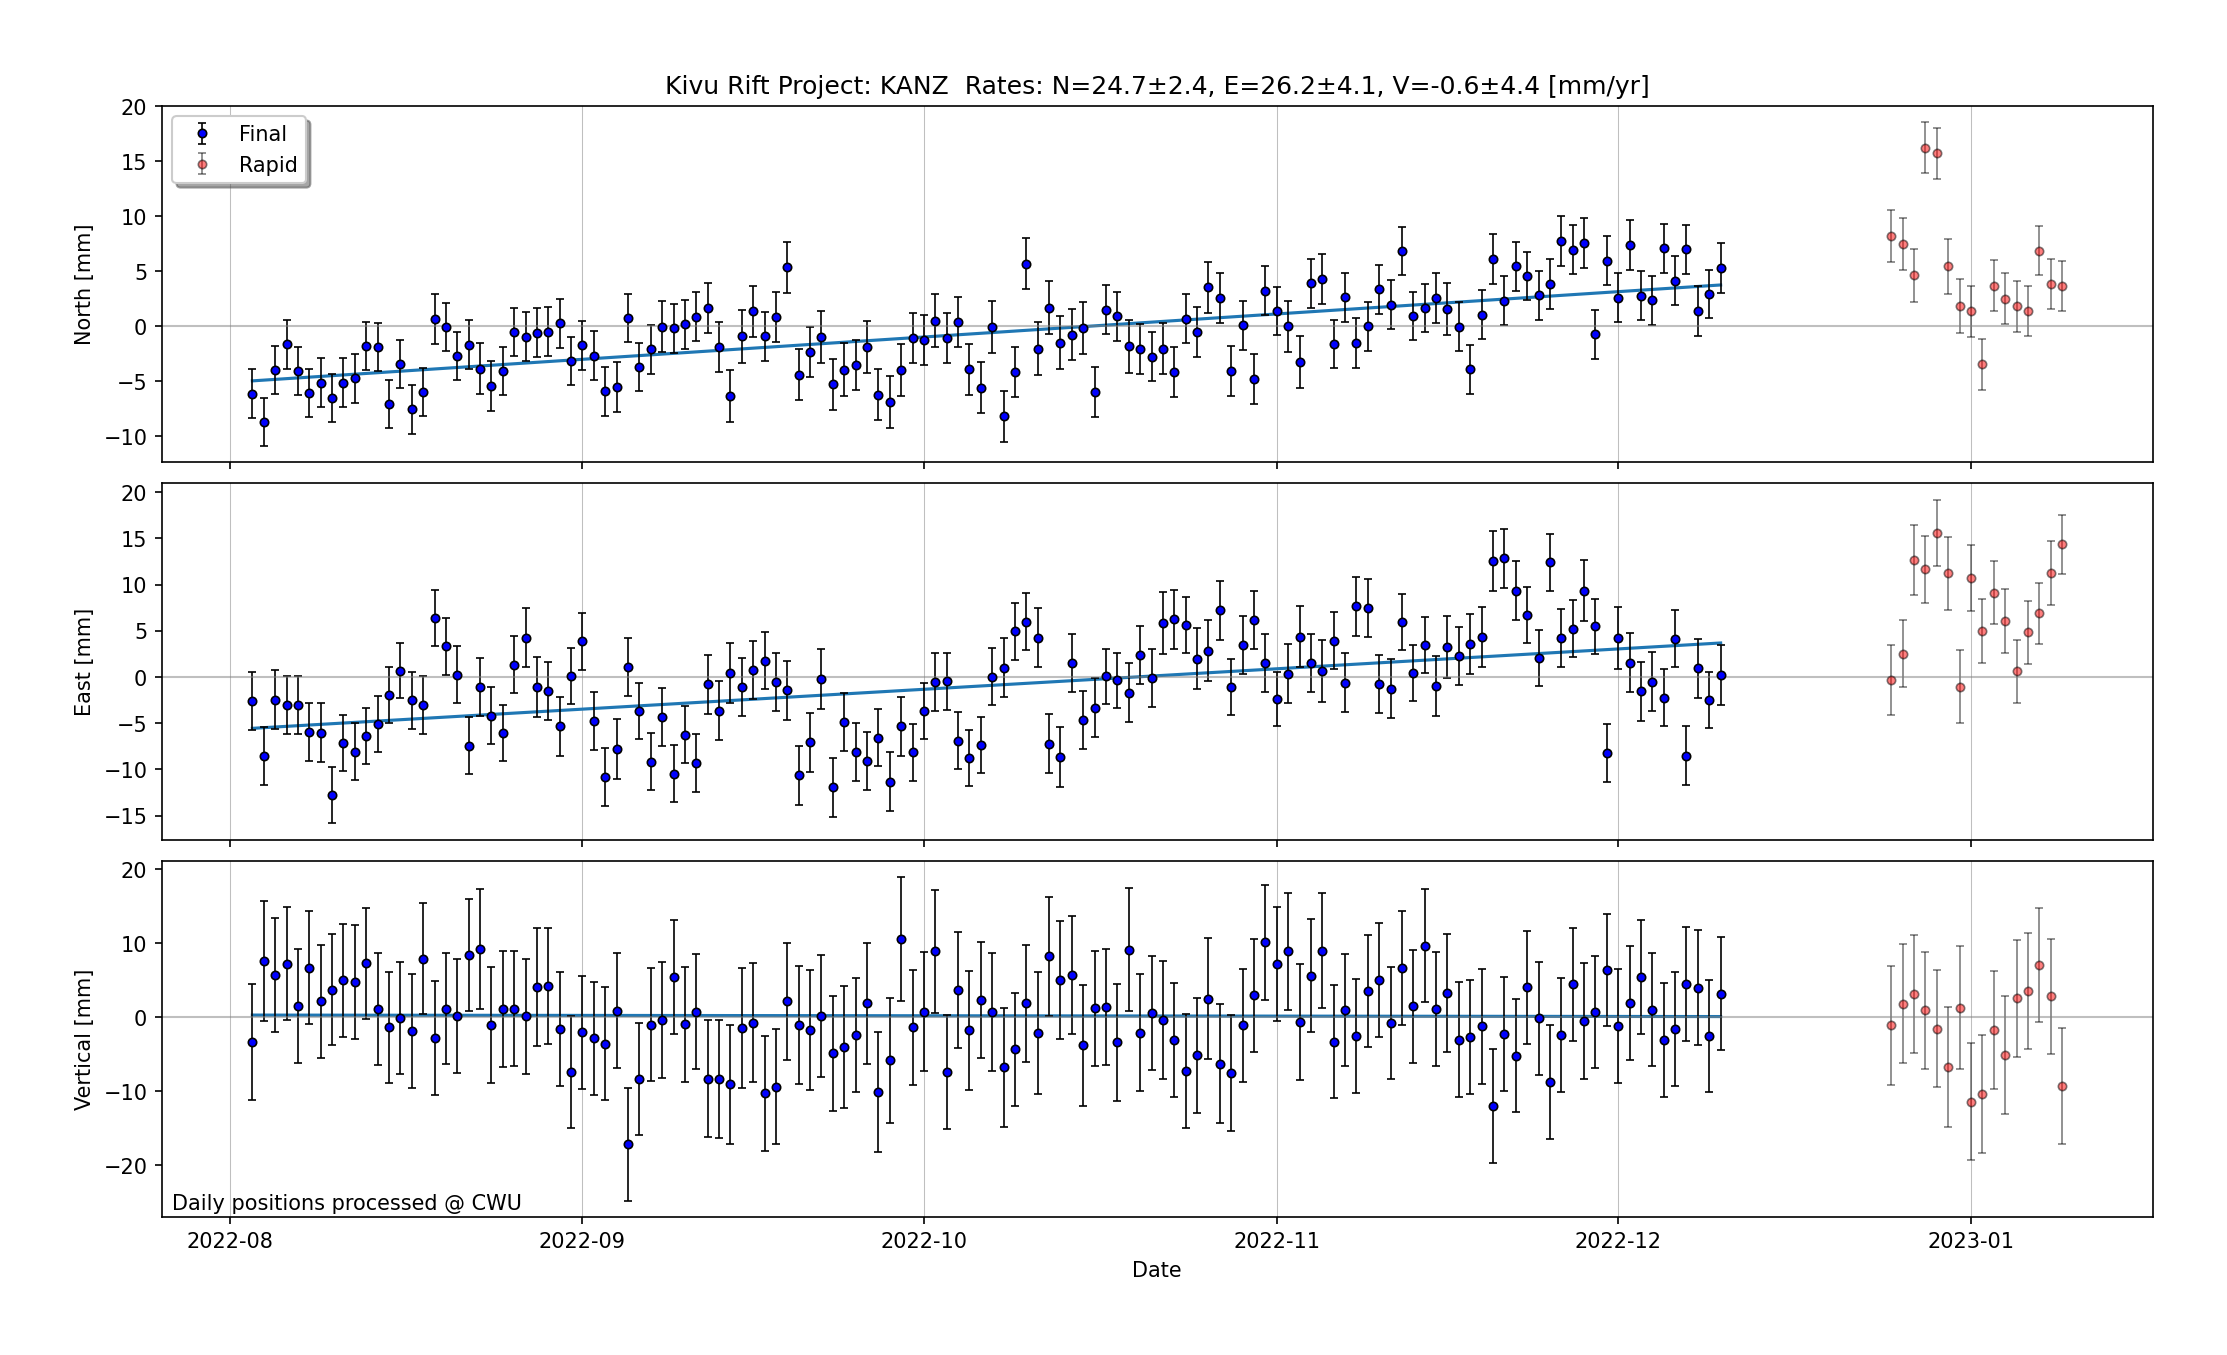 Kivu Rift Project: KANZ  Rates: N=24.7±2.4, E=26.2±4.1, V=-0.6±4.4 [mm/yr]
Final
Rapid
North [mm]
20
15
10
5
0
−5
−10
East [mm]
20
15
10
5
0
−5
−10
−15
Vertical [mm]
20
10
0
−10
−20
Daily positions processed @ CWU
2022-08 2022-09 2022-10 2022-11 2022-12 2023-01
Date